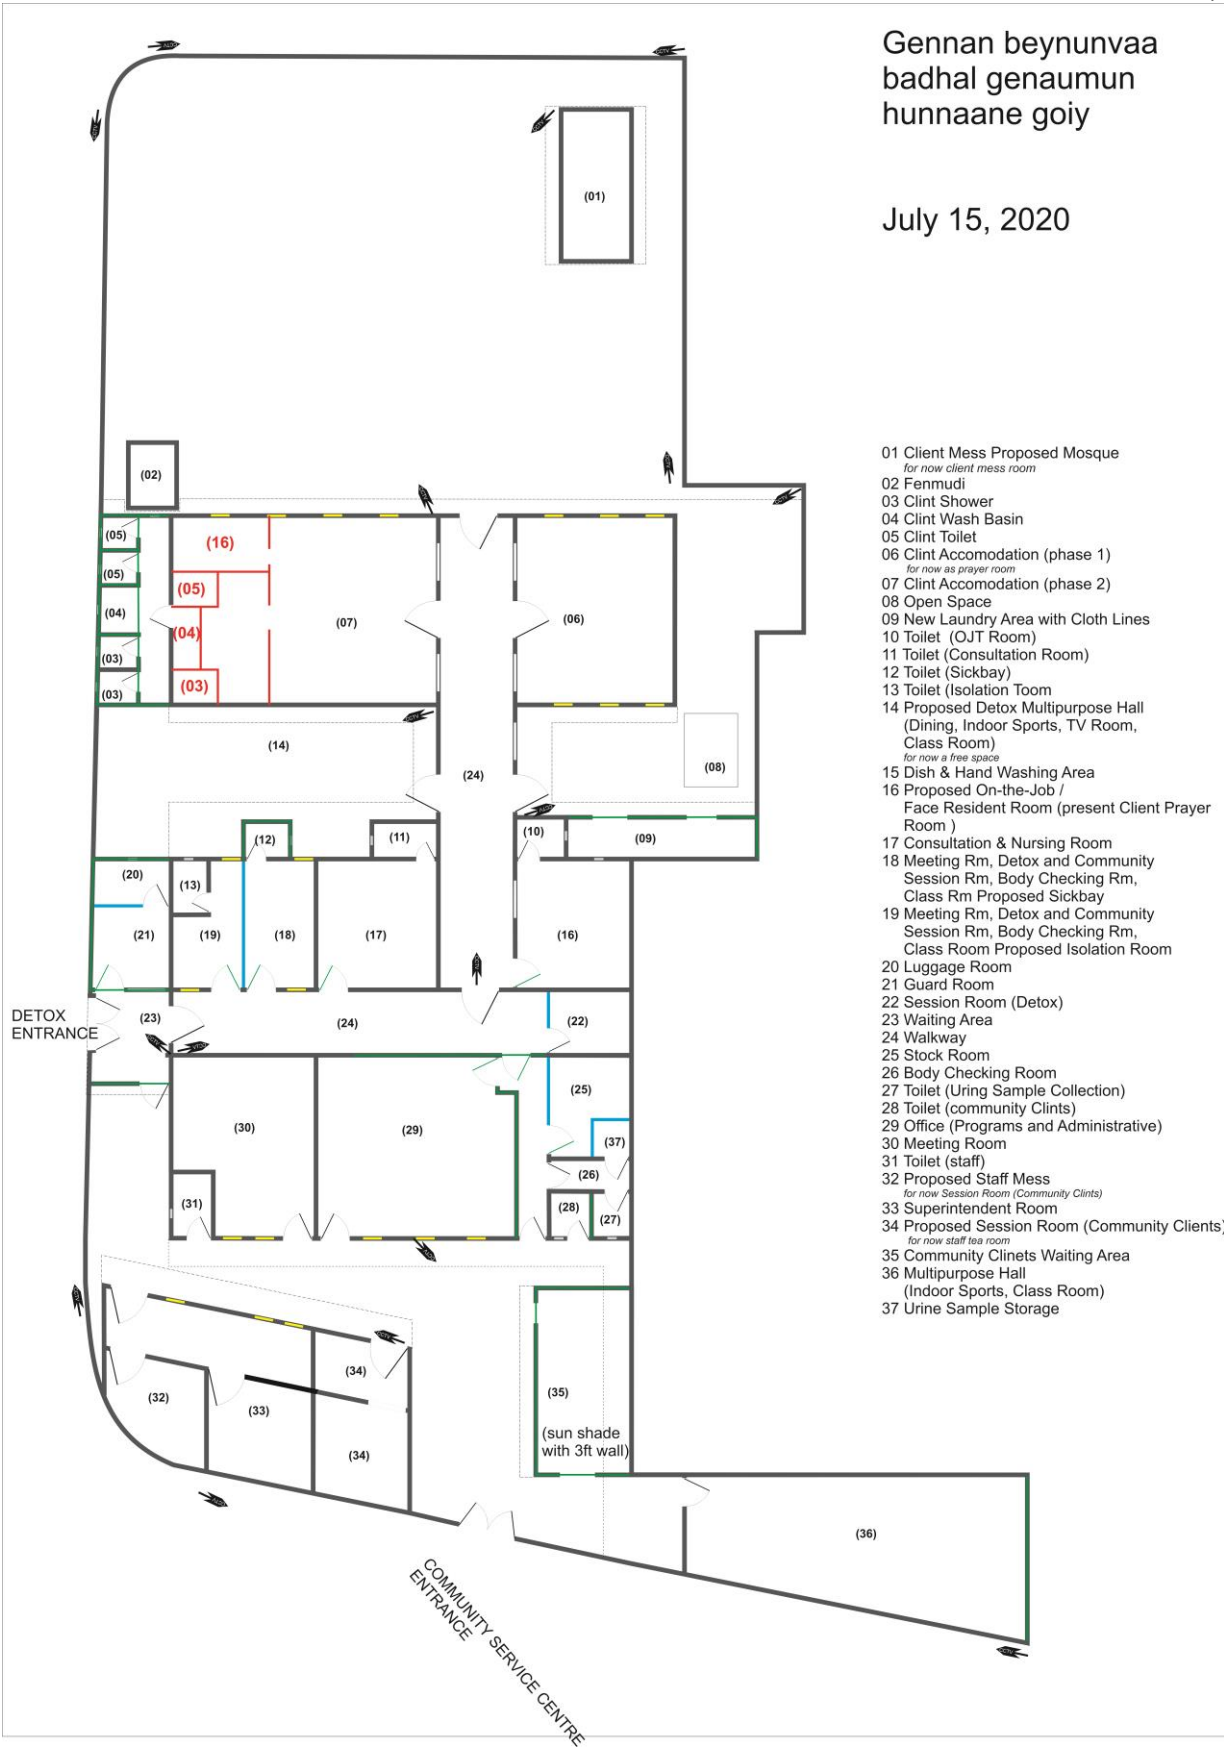 Gennan beynunvaa
badhal genaumun
hunnaane goiy
July 15, 2020
(01)
(02)
(05)
(16)
(05)
(05)
(04)
(07)
(06)
(04)
(03)
(03)
(03)
(14)
(24)
(08)
(12)
(11)
(10)
(09)
(20)
(13)
(21)
(19)
(18)
(17)
(16)
DETOX
ENTRANCE
(23)
(24)
(22)
(25)
(30)
(29)
(37)
(26)
(31)
(28)
(27)
(34)
(32)
(33)
(35)
(sun shade
with 3ft wall)
(34)
(36)
COMMUNITY SERVICE CENTRE
ENTRANCE
01 Client Mess Proposed Mosque
for now client mess room
02 Fenmudi
03 Clint Shower
04 Clint Wash Basin
05 Clint Toilet
06 Clint Accomodation (phase 1)
for now as prayer room
07 Clint Accomodation (phase 2)
08 Open Space
09 New Laundry Area with Cloth Lines
10 Toilet (OJT Room)
11 Toilet (Consultation Room)
12 Toilet (Sickbay)
13 Toilet (Isolation Toom
14 Proposed Detox Multipurpose Hall
(Dining, Indoor Sports, TV Room,
Class Room)
for now a free space
15 Dish & Hand Washing Area
16 Proposed On-the-Job /
Face Resident Room (present Client Prayer
Room )
17 Consultation & Nursing Room
18 Meeting Rm, Detox and Community
Session Rm, Body Checking Rm,
Class Rm Proposed Sickbay
19 Meeting Rm, Detox and Community
Session Rm, Body Checking Rm,
Class Room Proposed Isolation Room
20 Luggage Room
21 Guard Room
22 Session Room (Detox)
23 Waiting Area
24 Walkway
25 Stock Room
26 Body Checking Room
27 Toilet (Uring Sample Collection)
28 Toilet (community Clints)
29 Office (Programs and Administrative)
30 Meeting Room
31 Toilet (staff)
32 Proposed Staff Mess
for now Session Room (Community Clints)
33 Superintendent Room
34 Proposed Session Room (Community Clients)
for now staff tea room
35 Community Clinets Waiting Area
36 Multipurpose Hall
(Indoor Sports, Class Room)
37 Urine Sample Storage